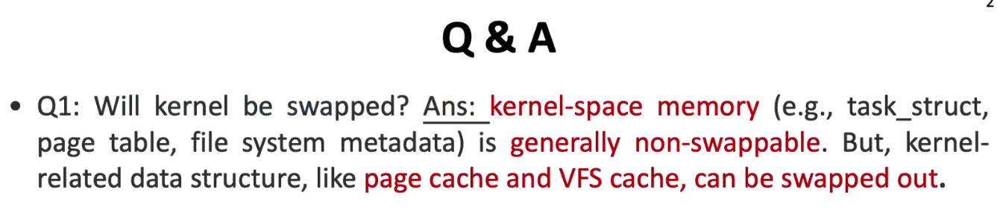 2
Q & A
• Q1: Will kernel be swapped? Ans: kernel-space memory (e.g., task_struct,
page table, file system metadata) is generally non-swappable. But, kernel-
related data structure, like page cache and VFS cache, can be swapped out.